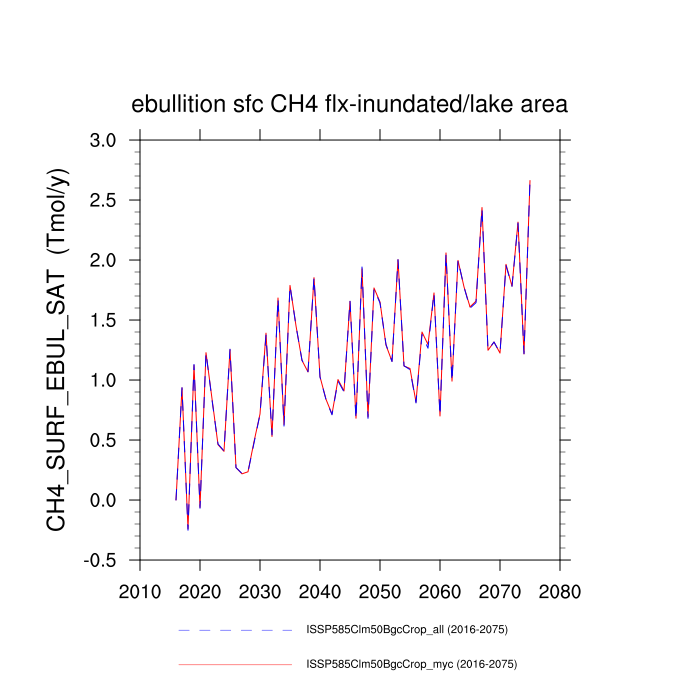 ebullition sfc CH4 flx-inundated/lake area
CH4_SURF_EBUL_SAT (Tmol/y)
3.0
2.5
2.0
1.5
1.0
0.5
0.0
-0.5
2010 2020 2030 2040 2050 2060 2070 2080
ISSP585Clm50BgcCrop_all (2016-2075)
ISSP585Clm50BgcCrop_myc (2016-2075)